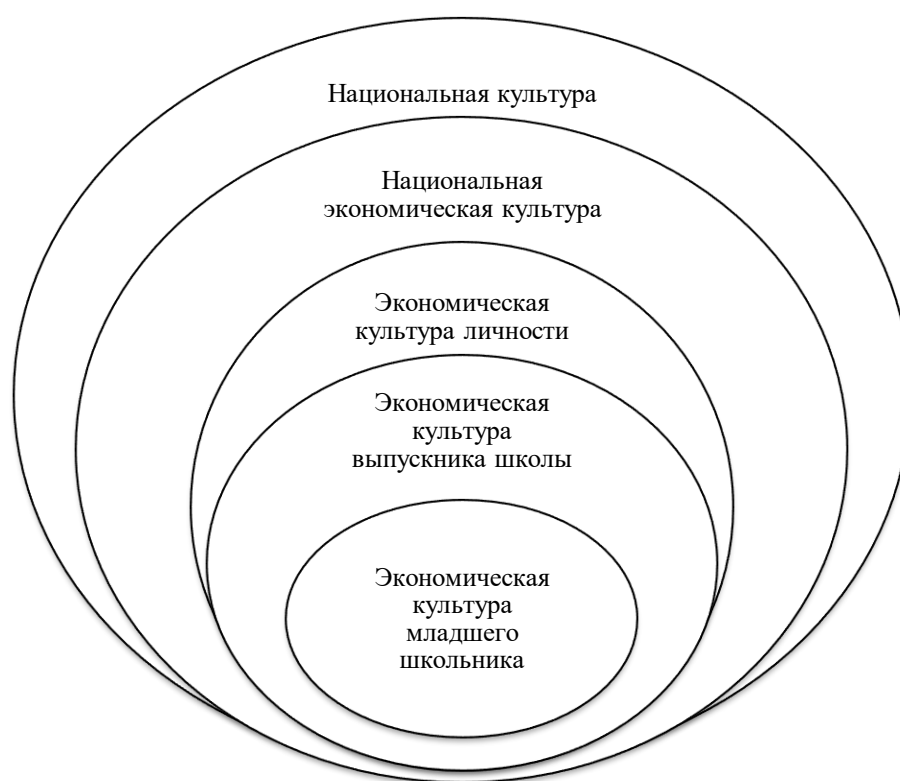 Национальная культура
Национальная
экономическая культура
Экономическая
культура личности
Экономическая
культура
выпускника школы
Экономическая
культура
младшего
школьника